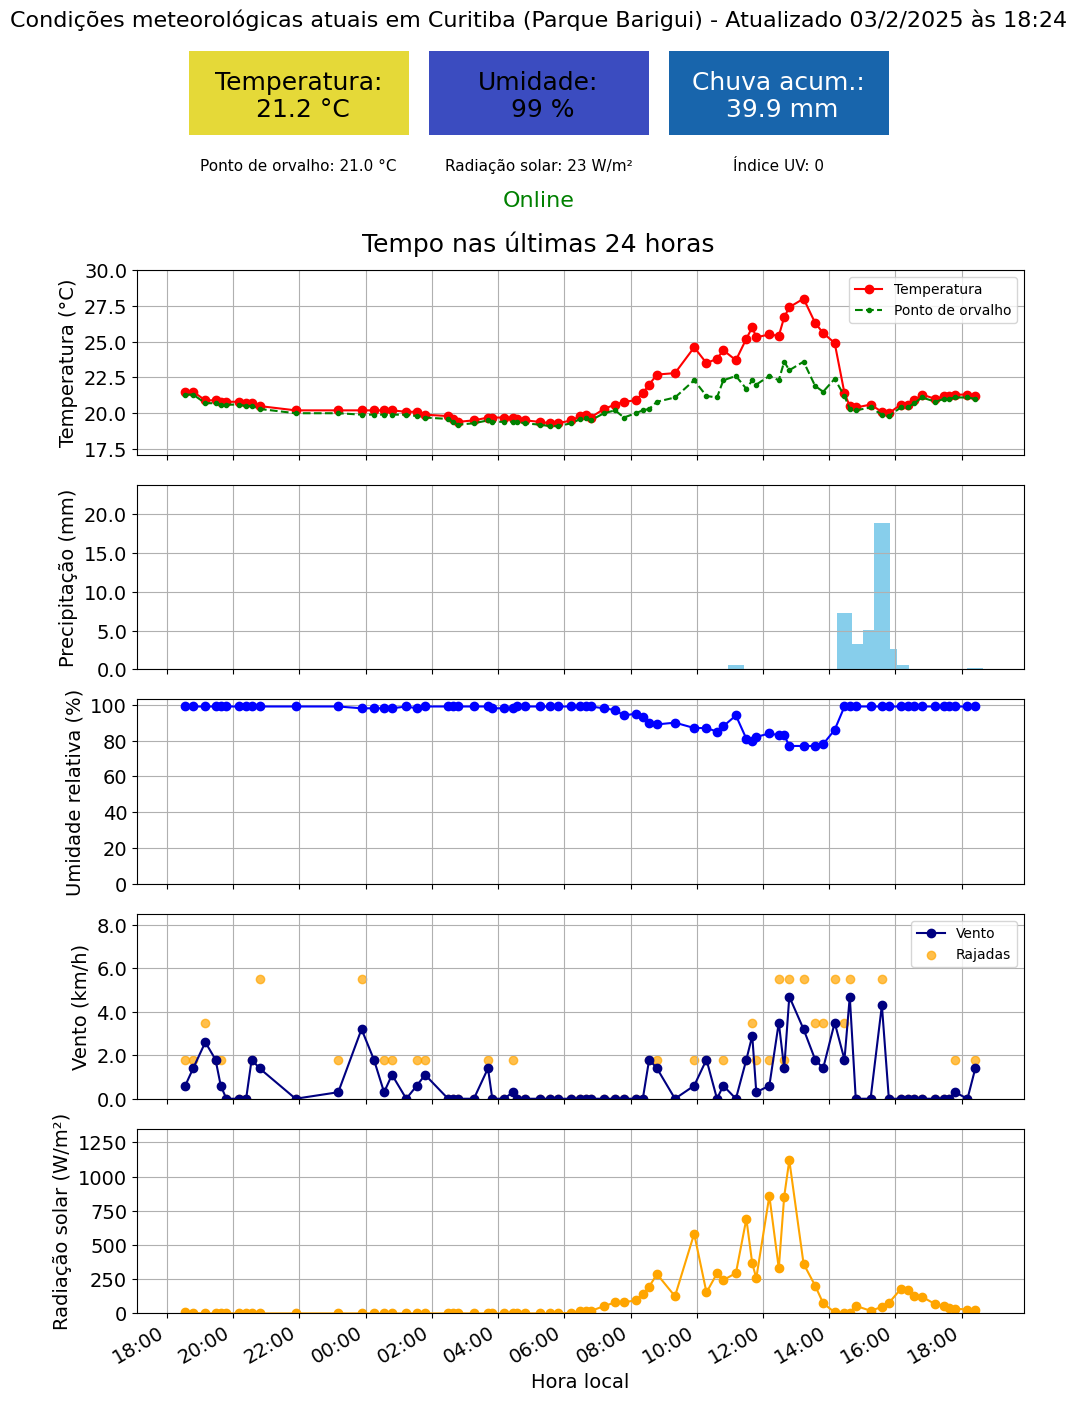 Condições meteorológicas atuais em Curitiba (Parque Barigui) - Atualizado 03/2/2025 às 18:24
Temperatura:
21.2 °C
Umidade:
99 %
Chuva acum.:
39.9 mm
Ponto de orvalho: 21.0 °C
Radiação solar: 23 W/m²
Índice UV: 0
Online
Tempo nas últimas 24 horas
Temperatura (°C)
30.0
27.5
25.0
22.5
20.0
17.5
Temperatura
Ponto de orvalho
Precipitação (mm)
20.0
15.0
10.0
5.0
0.0
Umidade relativa (%)
100
80
60
40
20
0
Vento (km/h)
8.0
6.0
4.0
2.0
0.0
Vento
Rajadas
Radiação solar (W/m²)
1250
1000
750
500
250
0
18:00
20:00
22:00
00:00
02:00
04:00
06:00
08:00
10:00
12:00
14:00
16:00
18:00
Hora local